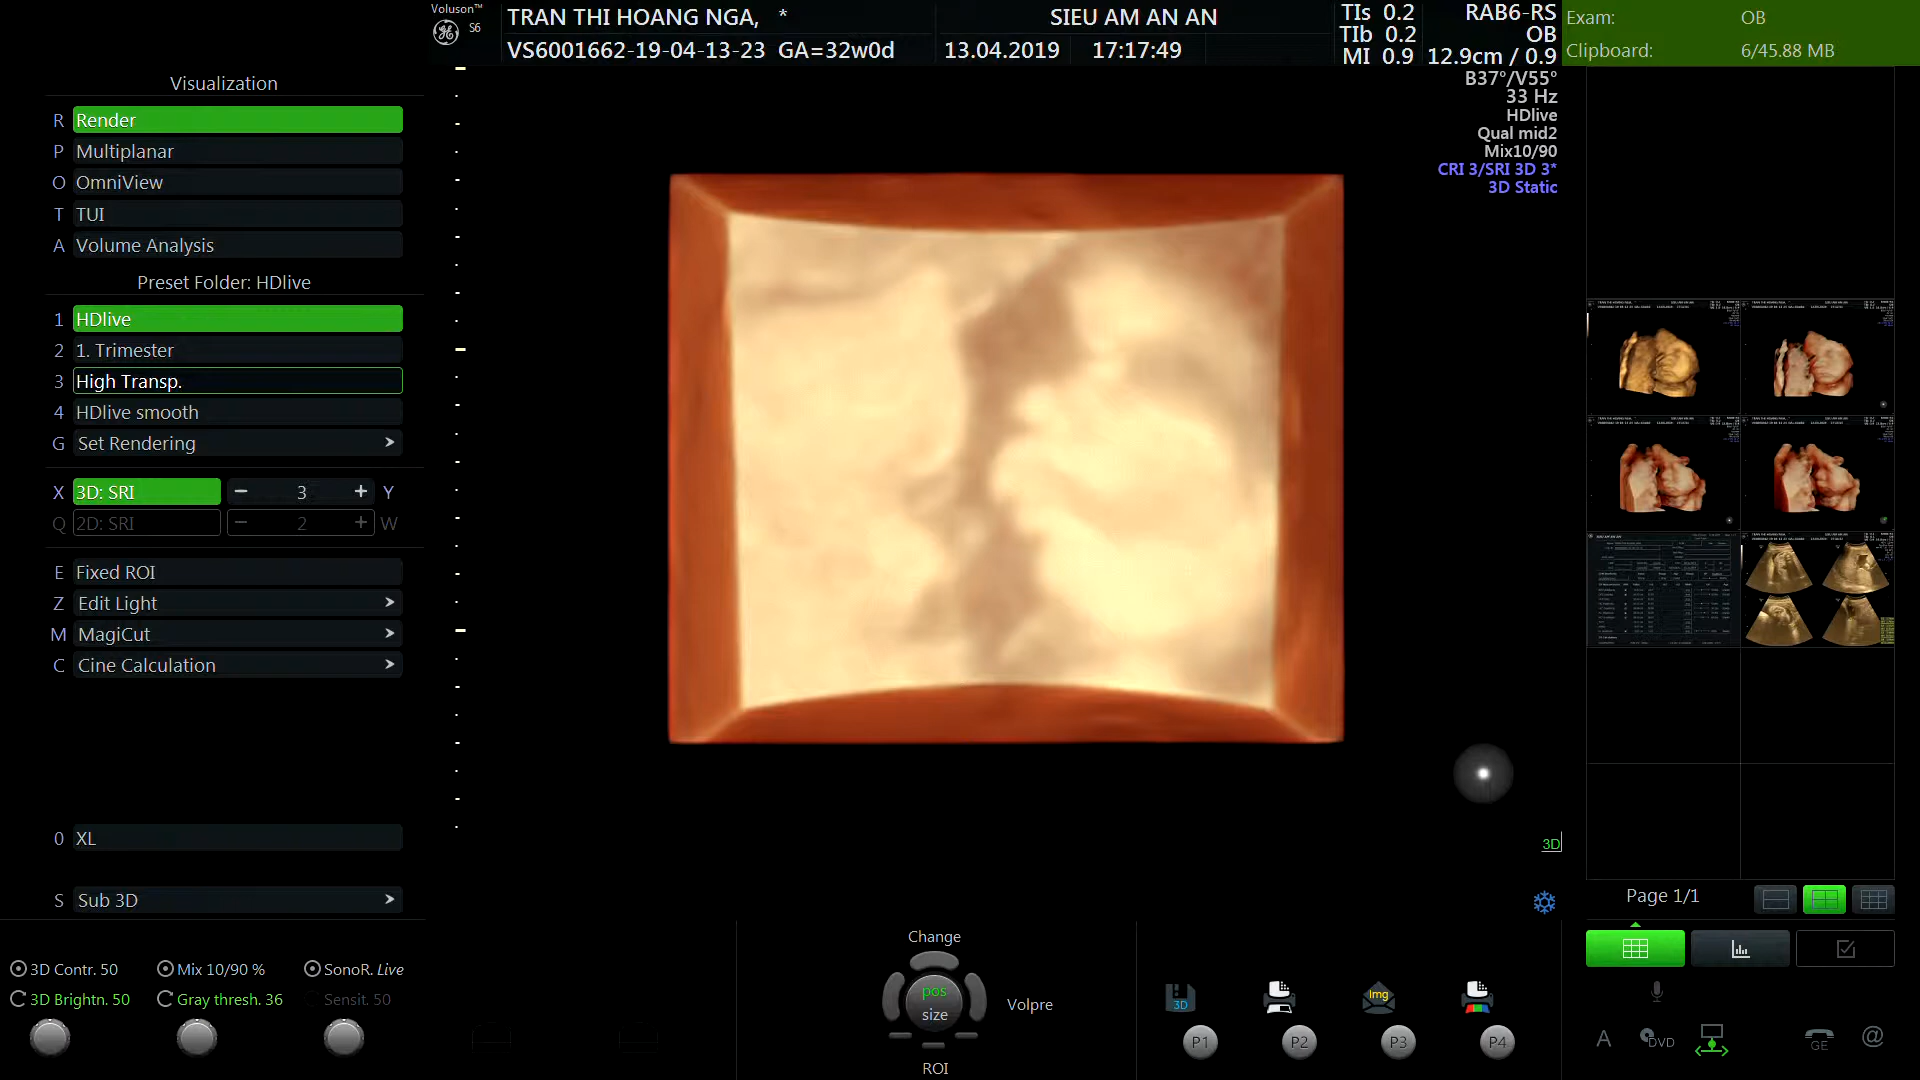 Voluson™
S6
TRAN THI HOANG NGA, *
SIEU AM AN AN
VS6001662-19-04-13-23 GA=32w0d
13.04.2019
17:17:49
TIs 0.2
TIb 0.2
MI 0.9
RAB6-RS
OB
12.9cm / 0.9
B37°/V55°
33 Hz
HDlive
Qual mid2
Mix10/90
CRI 3/SRI 3D 3*
3D Static
Exam: OB
Clipboard: 6/45.88 MB
Visualization
R Render
P Multiplanar
O OmniView
T TUI
A Volume Analysis
Preset Folder: HDlive
1 HDlive
2 1. Trimester
3 High Transp.
4 HDlive smooth
G Set Rendering >
X 3D: SRI − 3 + Y
Q 2D: SRI − 2 + W
E Fixed ROI
Z Edit Light >
M MagiCut >
C Cine Calculation >
0 XL
S Sub 3D >
3D Contr. 50
Mix 10/90 %
SonoR. Live
3D Brightn. 50
Gray thresh. 36
Sensit. 50
Change
pos
size
Volpre
ROI
3D
3D
Img
P1
P2
P3
P4
Page 1/1
A
DVD
GE
@